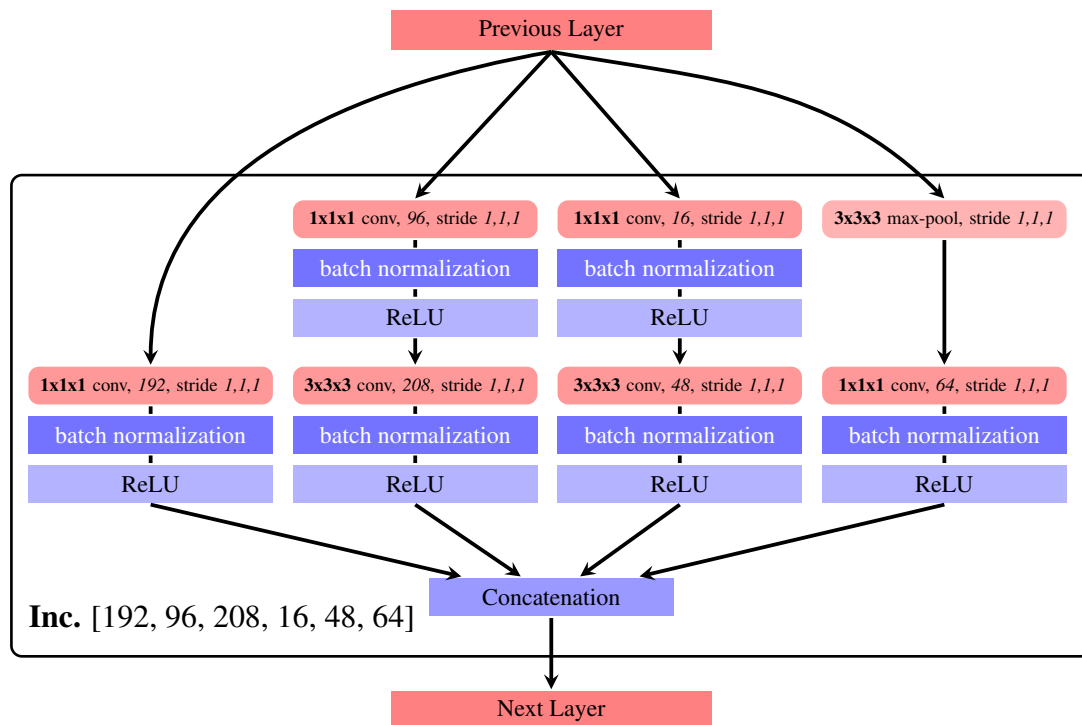 Previous Layer
1x1x1 conv, 96, stride 1,1,1
1x1x1 conv, 16, stride 1,1,1
3x3x3 max-pool, stride 1,1,1
batch normalization
batch normalization
ReLU
ReLU
1x1x1 conv, 192, stride 1,1,1
3x3x3 conv, 208, stride 1,1,1
3x3x3 conv, 48, stride 1,1,1
1x1x1 conv, 64, stride 1,1,1
batch normalization
batch normalization
batch normalization
batch normalization
ReLU
ReLU
ReLU
ReLU
Concatenation
Inc. [192, 96, 208, 16, 48, 64]
Next Layer